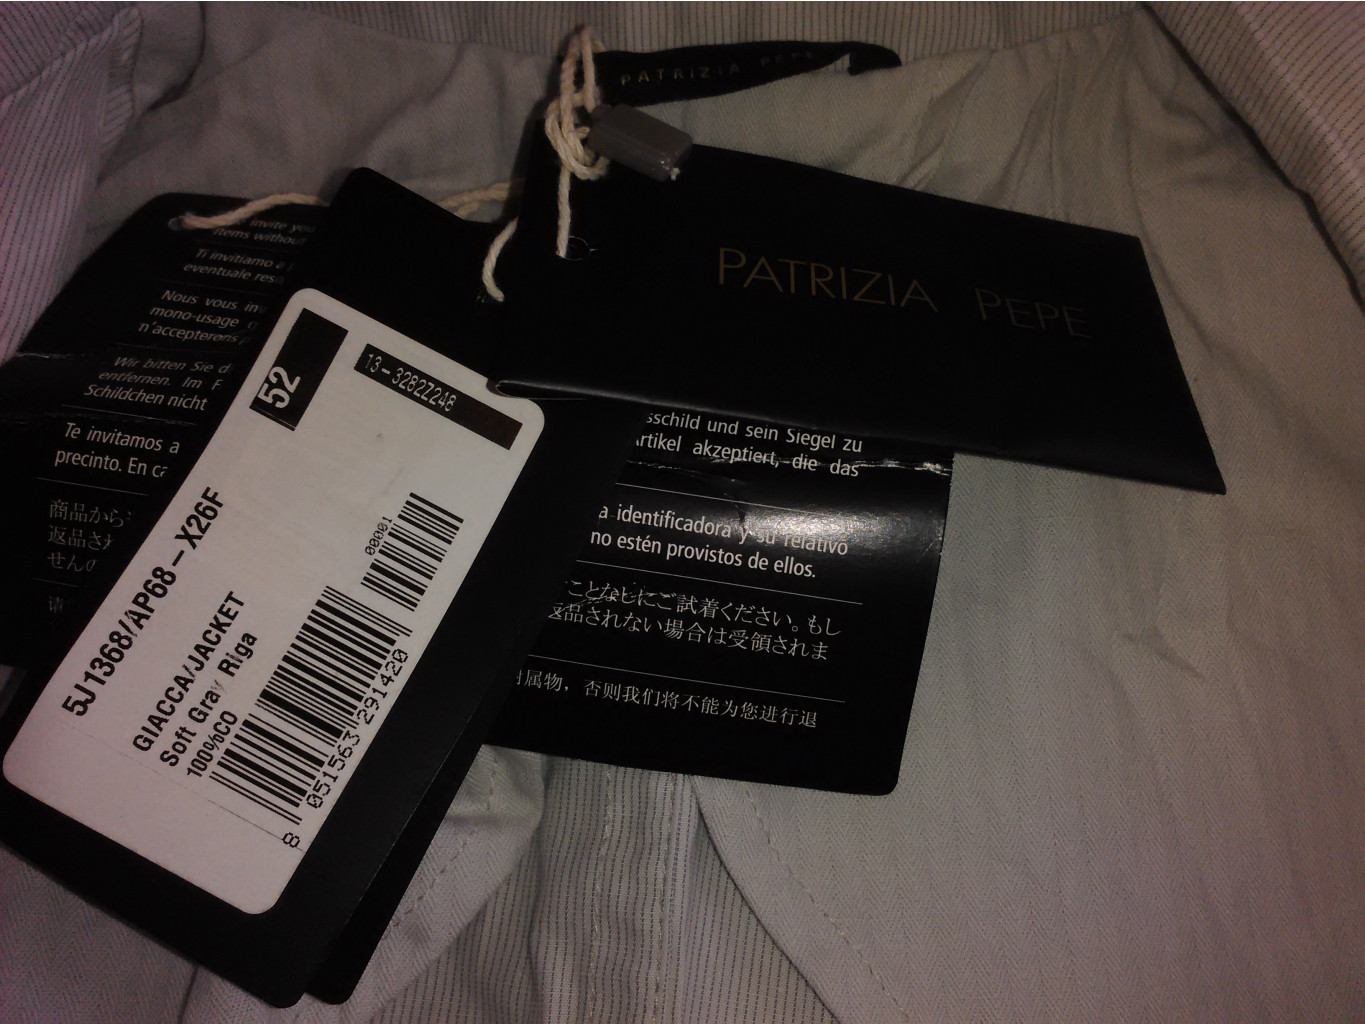 PATRIZIA PEPE
PATRIZIA PEPE
invite you
items without
Ti invitiamo a
eventuale
Nous vous
mono-usage
n'accepterons
Wir bitten Sie
entfernen. Im
Schildchen nicht
Te invitamos a
precinto. En
商品から
返品され
せんの
请
52
13-3282Z248
5J1368/AP68-X26F
GIACCA/JACKET
Soft Gray Riga
100%CO
00001
8 051563 291420
und sein Siegel zu
akzeptiert, die das
a identificadora y su relativo
no estén provistos de ellos.
ことなしにご試着ください。もし
返品されない場合は受領されま
附属物，否则我们将不能为您进行退